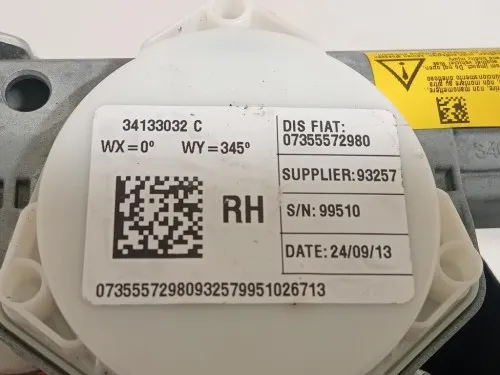 34133032 C
WX=0° WY=345°
RH
DIS FIAT:
07355572980
SUPPLIER:93257
S/N: 99510
DATE: 24/09/13
07355572980932579951026713